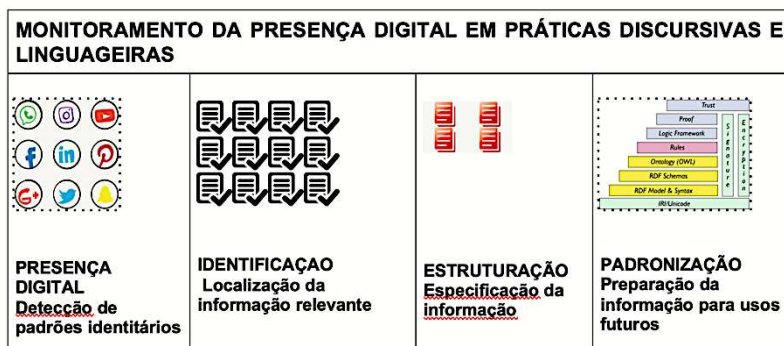 MONITORAMENTO DA PRESENÇA DIGITAL EM PRÁTICAS DISCURSIVAS E
LINGUAGEIRAS
Trust
Proof
Logic Framework
Rules
Ontology (OWL)
RDF Schemas
RDF Model & Syntax
IRI/Unicode
Signature
Encryption
PRESENÇA
DIGITAL
Detecção de
padrões identitários
IDENTIFICAÇAO
Localização da
informação relevante
ESTRUTURAÇÃO
Especificação da
informação
PADRONIZAÇÃO
Preparação da
informação para usos
futuros